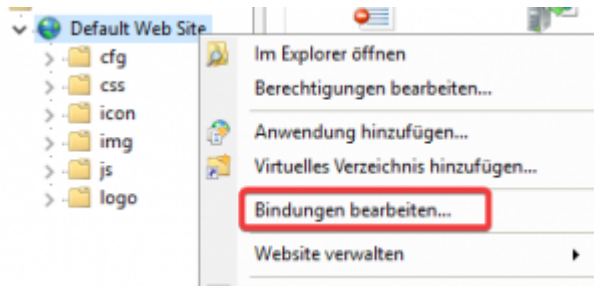 Default Web Site
cfg
css
icon
img
js
logo
Im Explorer öffnen
Berechtigungen bearbeiten...
Anwendung hinzufügen...
Virtuelles Verzeichnis hinzufügen...
Bindungen bearbeiten...
Website verwalten